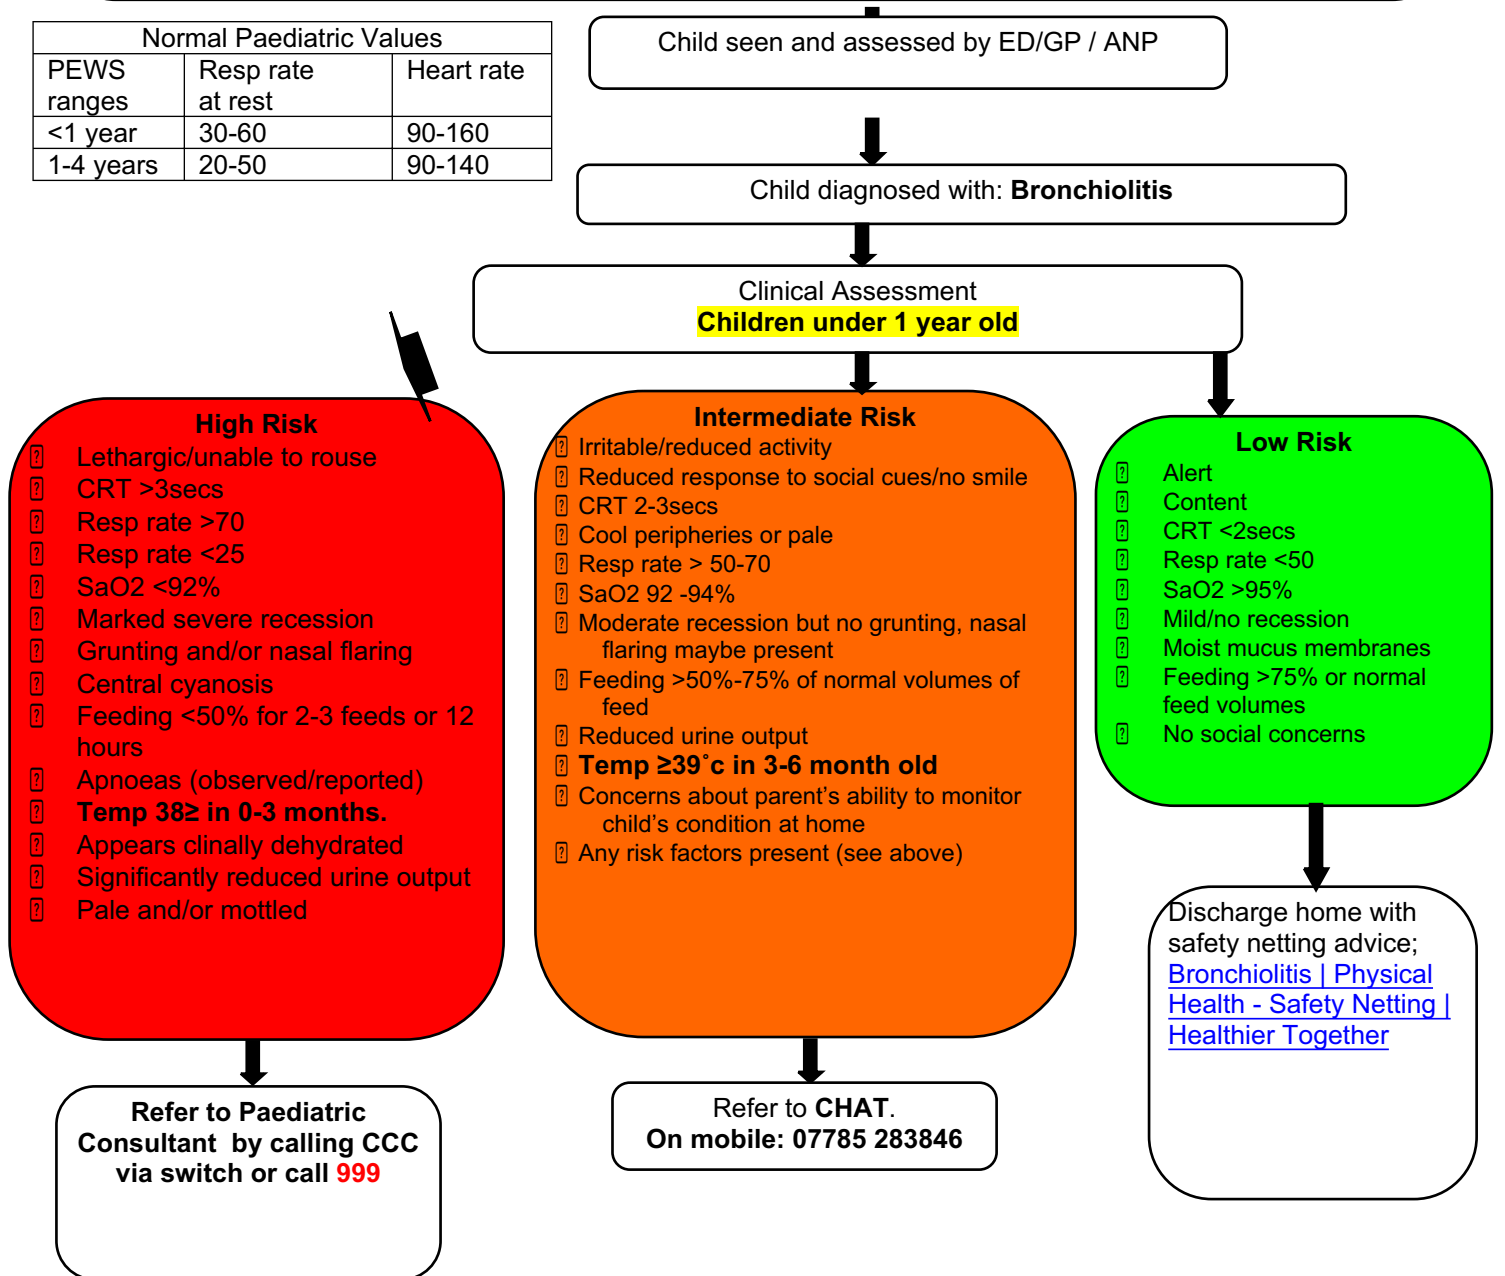 Normal Paediatric Values
PEWS ranges Resp rate at rest Heart rate
<1 year 30-60 90-160
1-4 years 20-50 90-140
Child seen and assessed by ED/GP / ANP
Child diagnosed with: Bronchiolitis
Clinical Assessment
Children under 1 year old
High Risk
Lethargic/unable to rouse
CRT >3secs
Resp rate >70
Resp rate <25
SaO2 <92%
Marked severe recession
Grunting and/or nasal flaring
Central cyanosis
Feeding <50% for 2-3 feeds or 12
hours
Apnoeas (observed/reported)
Temp 38≥ in 0-3 months.
Appears clinally dehydrated
Significantly reduced urine output
Pale and/or mottled
Refer to Paediatric
Consultant by calling CCC
via switch or call 999
Intermediate Risk
Irritable/reduced activity
Reduced response to social cues/no smile
CRT 2-3secs
Cool peripheries or pale
Resp rate > 50-70
SaO2 92 -94%
Moderate recession but no grunting, nasal
flaring maybe present
Feeding >50%-75% of normal volumes of
feed
Reduced urine output
Temp ≥39˚c in 3-6 month old
Concerns about parent's ability to monitor
child's condition at home
Any risk factors present (see above)
Refer to CHAT.
On mobile: 07785 283846
Low Risk
Alert
Content
CRT <2secs
Resp rate <50
SaO2 >95%
Mild/no recession
Moist mucus membranes
Feeding >75% or normal
feed volumes
No social concerns
Discharge home with
safety netting advice;
Bronchiolitis | Physical
Health - Safety Netting |
Healthier Together